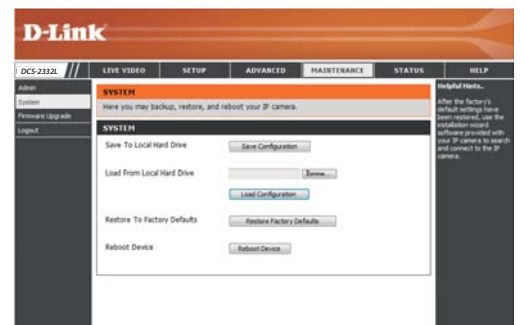 D-Link
DCS-2332L
LIVE VIDEO SETUP ADVANCED MAINTENANCE STATUS HELP
Admin
System
Firmware Upgrade
Logout
SYSTEM
Here you may backup, restore, and reboot your IP camera.
SYSTEM
Save To Local Hard Drive Save Configuration
Load From Local Hard Drive Browse...
Load Configuration
Restore To Factory Defaults Restore Factory Defaults
Reboot Device Reboot Device
Helpful Hints..
After the factory's
default settings have
been restored, use the
installation wizard
software provided with
your IP camera to search
and connect to the IP
camera.